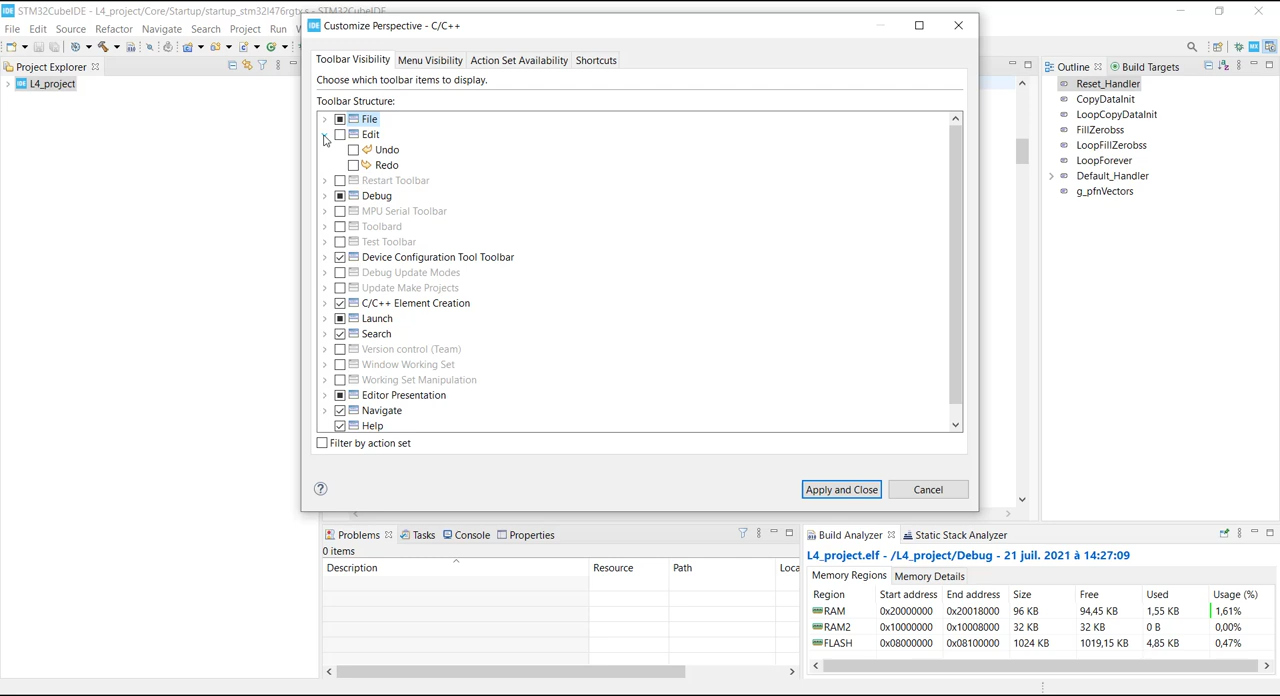 IDE STM32CubeIDE - L4_project/Core/Startup/startup_stm32l476rgtx.s - STM32CubeIDE
File Edit Source Refactor Navigate Search Project Run
Project Explorer
IDE L4_project
IDE Customize Perspective - C/C++
Toolbar Visibility Menu Visibility Action Set Availability Shortcuts
Choose which toolbar items to display.
Toolbar Structure:
File
Edit
Undo
Redo
Restart Toolbar
Debug
MPU Serial Toolbar
Toolbard
Test Toolbar
Device Configuration Tool Toolbar
Debug Update Modes
Update Make Projects
C/C++ Element Creation
Launch
Search
Version control (Team)
Window Working Set
Working Set Manipulation
Editor Presentation
Navigate
Help
Filter by action set
Apply and Close Cancel
MX
Outline Build Targets
Reset_Handler
CopyDataInit
LoopCopyDataInit
FillZerobss
LoopFillZerobss
LoopForever
Default_Handler
g_pfnVectors
Problems Tasks Console Properties
0 items
Description Resource Path Loca
Build Analyzer Static Stack Analyzer
L4_project.elf - /L4_project/Debug - 21 juil. 2021 à 14:27:09
Memory Regions Memory Details
Region Start address End address Size Free Used Usage (%)
RAM 0x20000000 0x20018000 96 KB 94,45 KB 1,55 KB 1,61%
RAM2 0x10000000 0x10008000 32 KB 32 KB 0 B 0,00%
FLASH 0x08000000 0x08100000 1024 KB 1019,15 KB 4,85 KB 0,47%